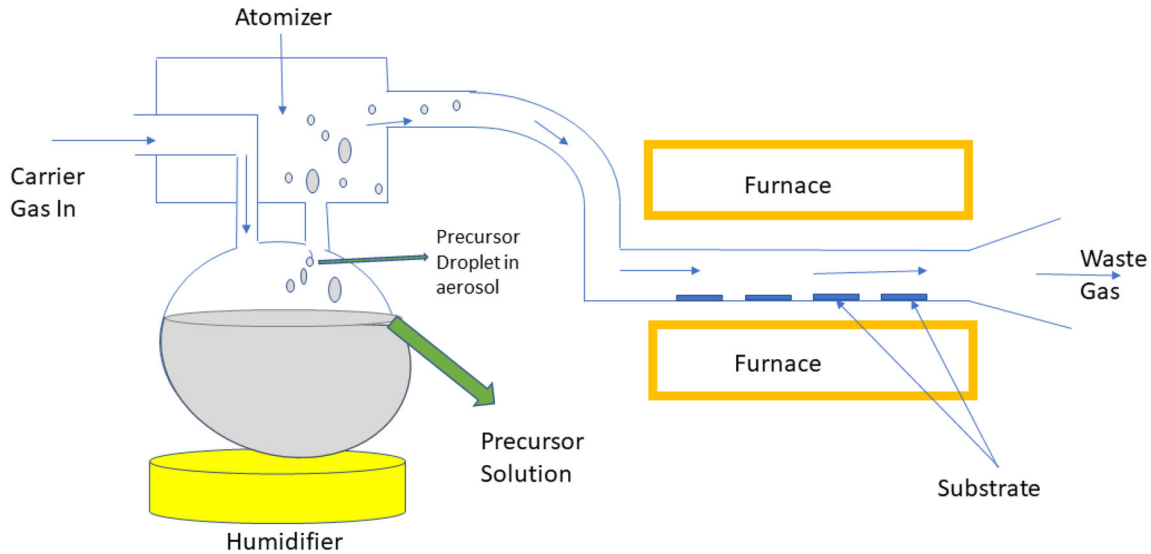 Atomizer
Carrier
Gas In
Furnace
Precursor
Droplet in
aerosol
Waste
Gas
Furnace
Precursor
Solution
Substrate
Humidifier